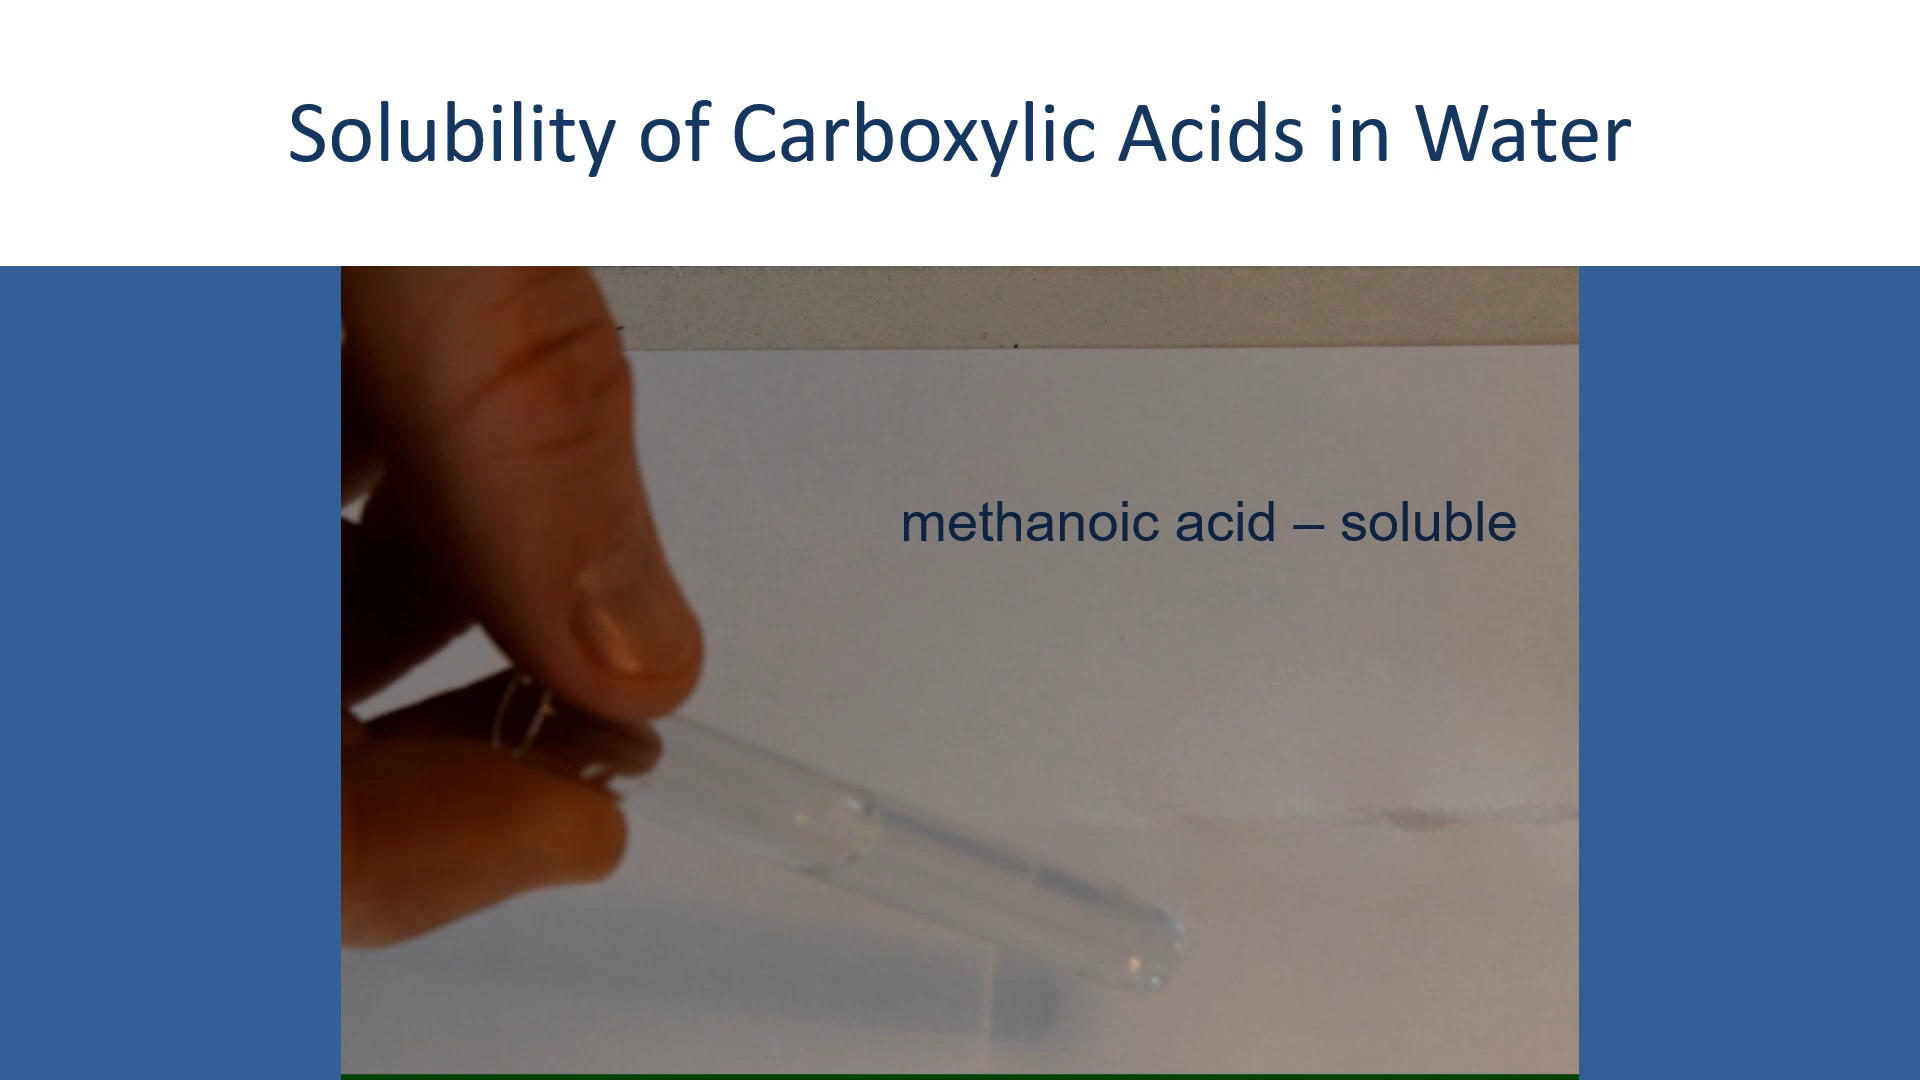 Solubility of Carboxylic Acids in Water
methanoic acid – soluble